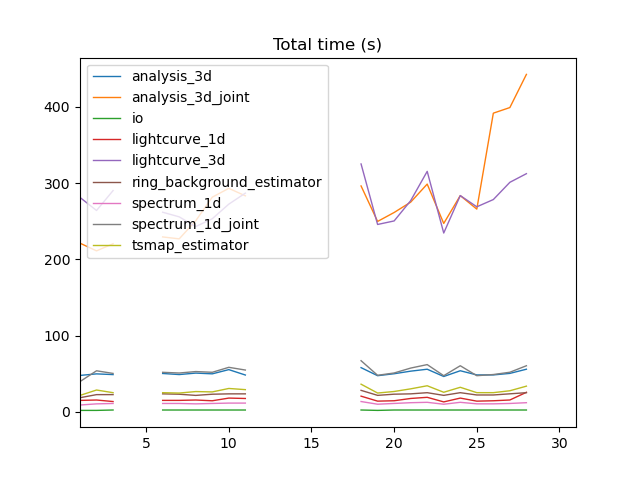 Total time (s)
400
300
200
100
0
analysis_3d
analysis_3d_joint
io
lightcurve_1d
lightcurve_3d
ring_background_estimator
spectrum_1d
spectrum_1d_joint
tsmap_estimator
5 10 15 20 25 30